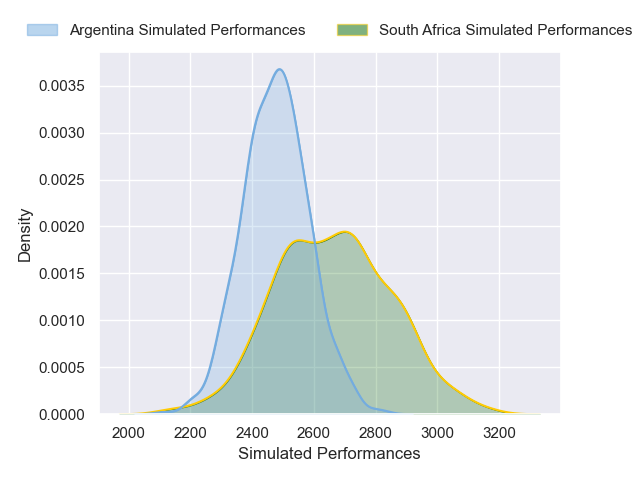 Argentina Simulated Performances
South Africa Simulated Performances
0.0035
0.0030
0.0025
0.0020
0.0015
0.0010
0.0005
0.0000
Density
2000 2200 2400 2600 2800 3000 3200
Simulated Performances